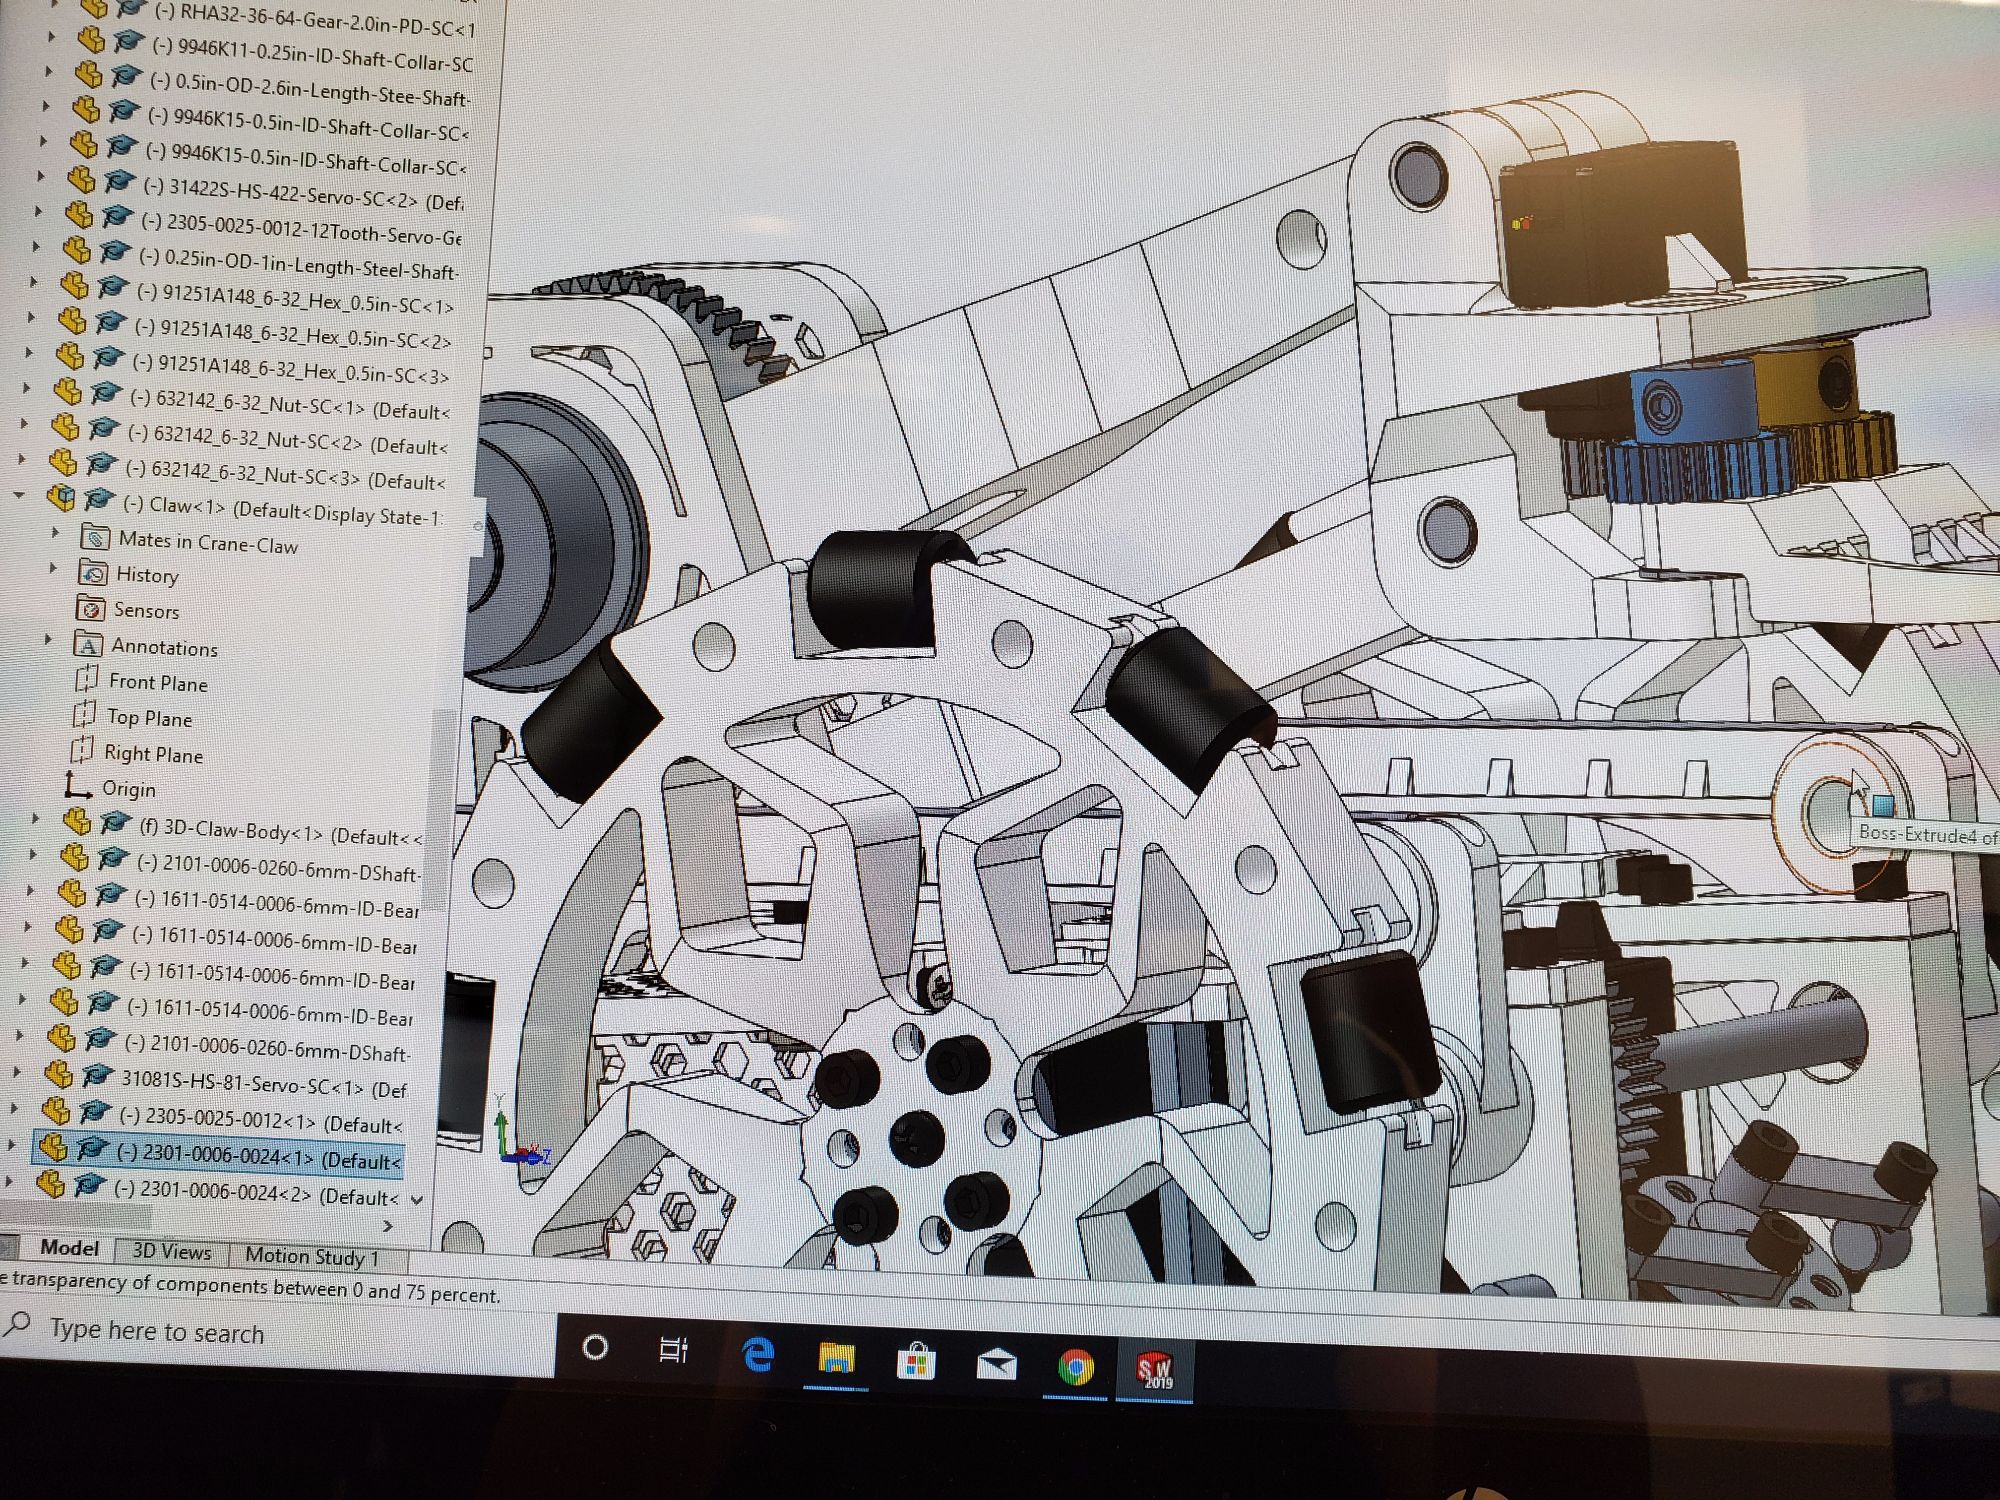 (-) RHA32-36-64-Gear-2.0in-PD-SC<1
(-) 9946K11-0.25in-ID-Shaft-Collar-SC
(-) 0.5in-OD-2.6in-Length-Stee-Shaft-
(-) 9946K15-0.5in-ID-Shaft-Collar-SC<
(-) 9946K15-0.5in-ID-Shaft-Collar-SC<
(-) 31422S-HS-422-Servo-SC<2> (Defa
(-) 2305-0025-0012-12Tooth-Servo-Ge
(-) 0.25in-OD-1in-Length-Steel-Shaft-
(-) 91251A148_6-32_Hex_0.5in-SC<1>
(-) 91251A148_6-32_Hex_0.5in-SC<2>
(-) 91251A148_6-32_Hex_0.5in-SC<3>
(-) 632142_6-32_Nut-SC<1> (Default<
(-) 632142_6-32_Nut-SC<2> (Default<
(-) 632142_6-32_Nut-SC<3> (Default<
(-) Claw<1> (Default<Display State-1:
Mates in Crane-Claw
History
Sensors
A Annotations
Front Plane
Top Plane
Right Plane
Origin
(f) 3D-Claw-Body<1> (Default<<
(-) 2101-0006-0260-6mm-DShaft-
(-) 1611-0514-0006-6mm-ID-Bear
(-) 1611-0514-0006-6mm-ID-Bear
(-) 1611-0514-0006-6mm-ID-Bear
(-) 1611-0514-0006-6mm-ID-Bear
(-) 2101-0006-0260-6mm-DShaft-
31081S-HS-81-Servo-SC<1> (Def
(-) 2305-0025-0012<1> (Default<
(-) 2301-0006-0024<1> (Default<
(-) 2301-0006-0024<2> (Default<
Boss-Extrude4 of
Y
Z
Model 3D Views Motion Study 1
e transparency of components between 0 and 75 percent.
Type here to search
SW
2019